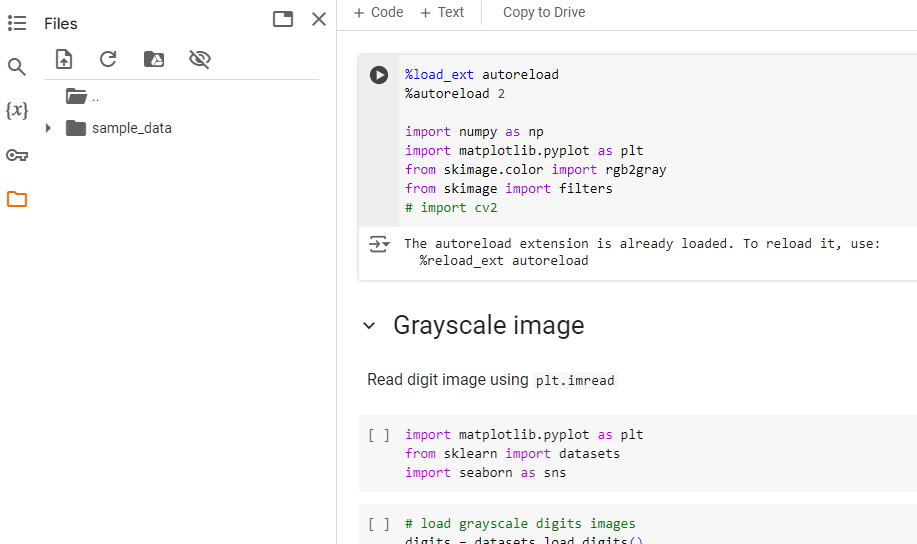 Files
+ Code + Text Copy to Drive
{x}
..
sample_data
%load_ext autoreload
%autoreload 2
import numpy as np
import matplotlib.pyplot as plt
from skimage.color import rgb2gray
from skimage import filters
# import cv2
The autoreload extension is already loaded. To reload it, use:
%reload_ext autoreload
Grayscale image
Read digit image using plt.imread
[ ] import matplotlib.pyplot as plt
from sklearn import datasets
import seaborn as sns
[ ] # load grayscale digits images
digits = datasets.load_digits()